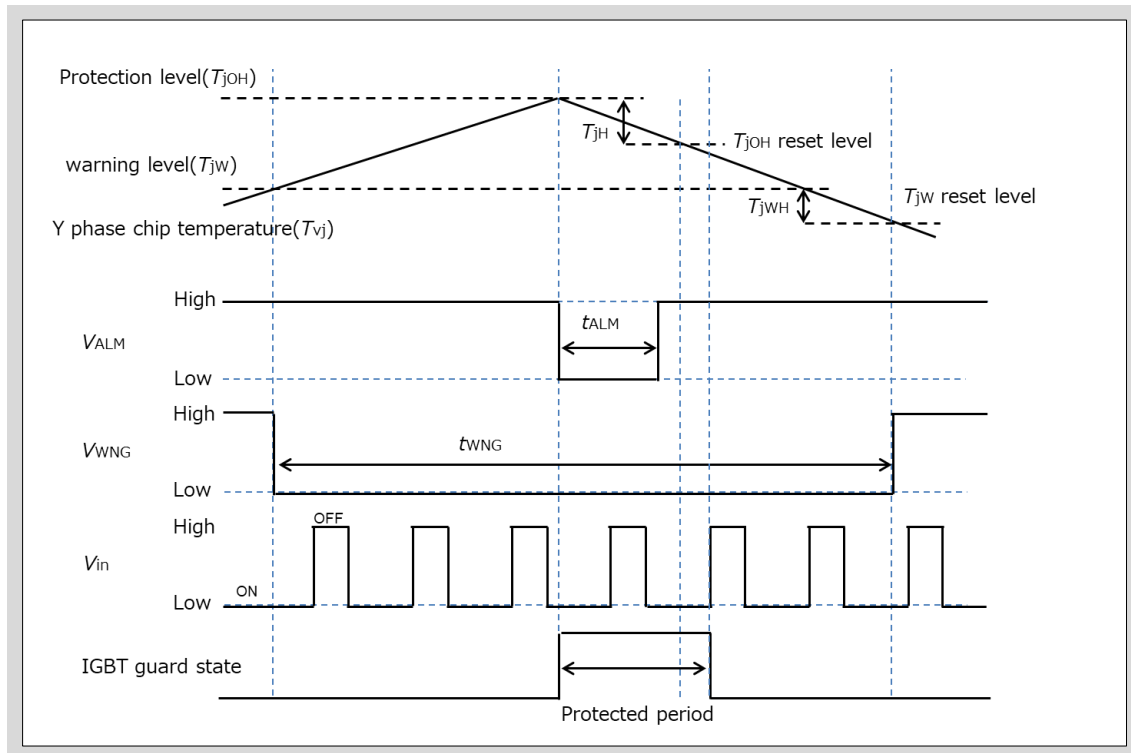 Protection level(TjOH)
TjH
TjOH reset level
warning level(TjW)
TjWH
TjW reset level
Y phase chip temperature(Tvj)
High
tALM
VALM
Low
High
tWNG
VWNG
Low
OFF
High
Vin
ON
Low
IGBT guard state
Protected period